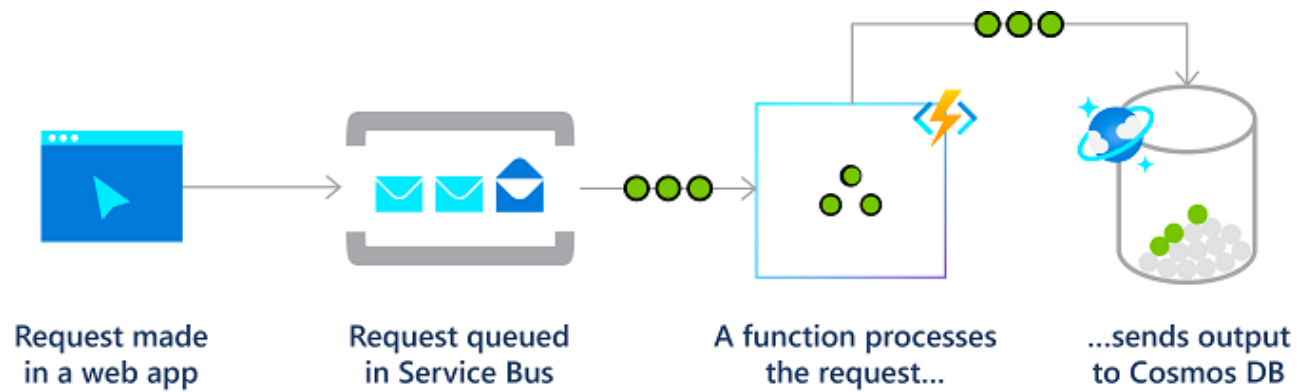 Request made
in a web app
Request queued
in Service Bus
A function processes
the request...
...sends output
to Cosmos DB